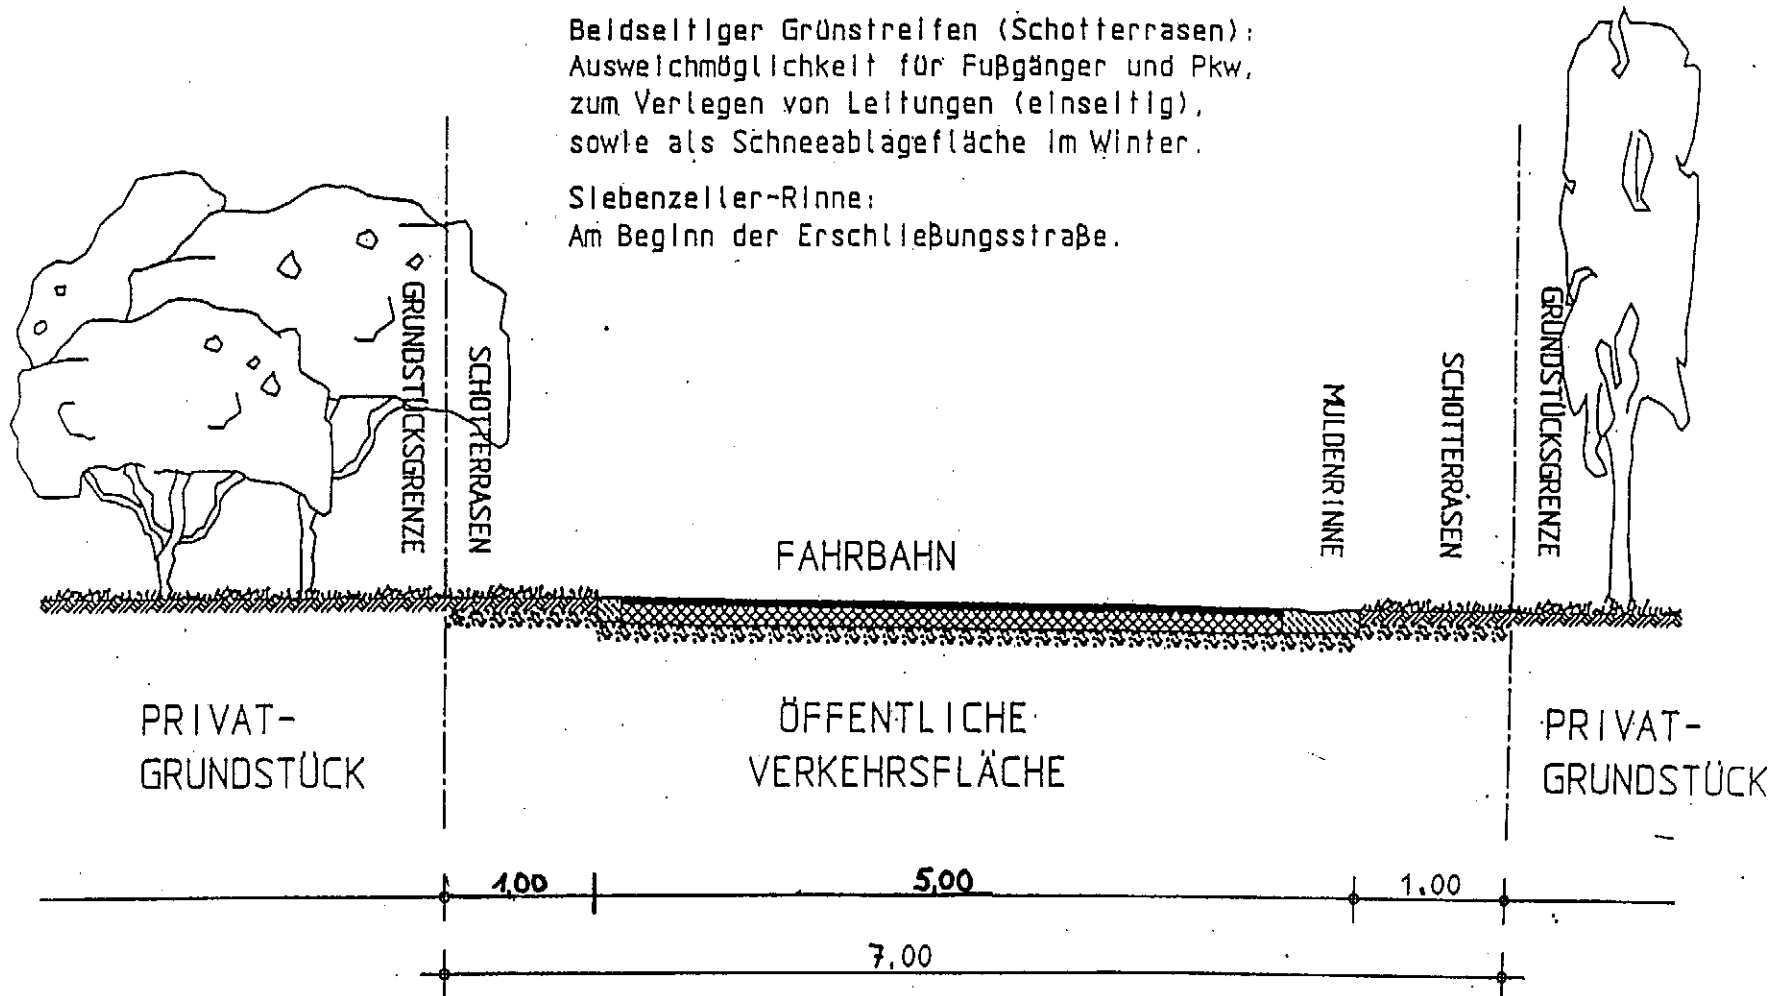 Beidseitiger Grünstreifen (Schotterrasen):
Ausweichmöglichkeit für Fußgänger und Pkw,
zum Verlegen von Leitungen (einseitig),
sowie als Schneeablagefläche im Winter.
Siebenzeiler-Rinne:
Am Beginn der Erschließungsstraße.
GRUNDSTÜCKSGRENZE
SCHOTTERRASEN
FAHRBAHN
MULDENRINNE
SCHOTTERRASEN
GRUNDSTÜCKSGRENZE
PRIVAT-
GRUNDSTÜCK
ÖFFENTLICHE
VERKEHRSFLÄCHE
PRIVAT-
GRUNDSTÜCK
1,00
5,00
1.00
7,00